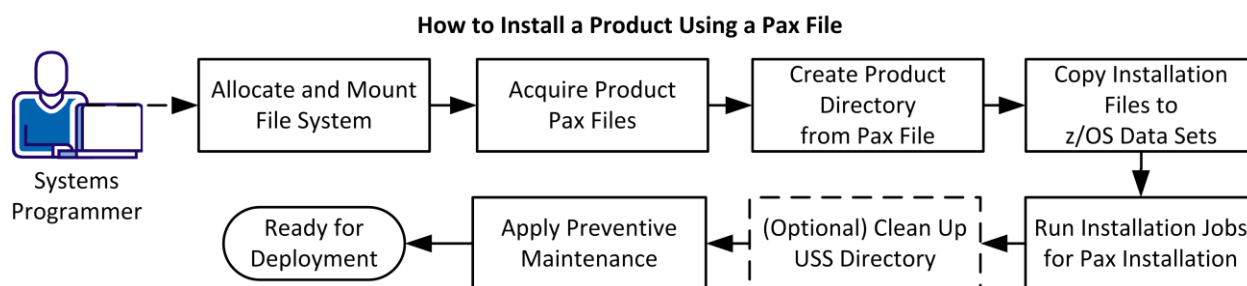 How to Install a Product Using a Pax File
Systems
Programmer
Allocate and Mount
File System
Acquire Product
Pax Files
Create Product
Directory
from Pax File
Copy Installation
Files to
z/OS Data Sets
Run Installation Jobs
for Pax Installation
(Optional) Clean Up
USS Directory
Apply Preventive
Maintenance
Ready for
Deployment